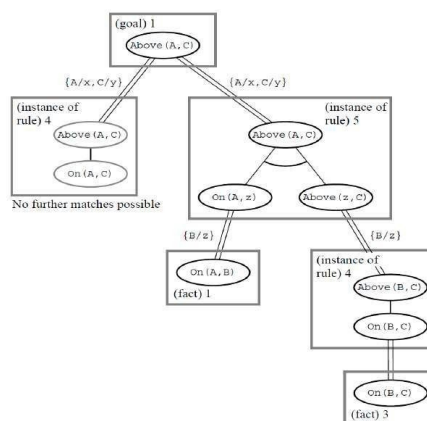 (goal) 1
Above(A,C)
{A/x,C/y}
{A/x,C/y}
(instance of
rule) 4
Above(A,C)
On(A,C)
No further matches possible
(instance of
rule) 5
Above(A,C)
On(A,z)
Above(z,C)
{B/z}
{B/z}
On(A,B)
(fact) 1
(instance of
rule) 4
Above(B,C)
On(B,C)
On(B,C)
(fact) 3